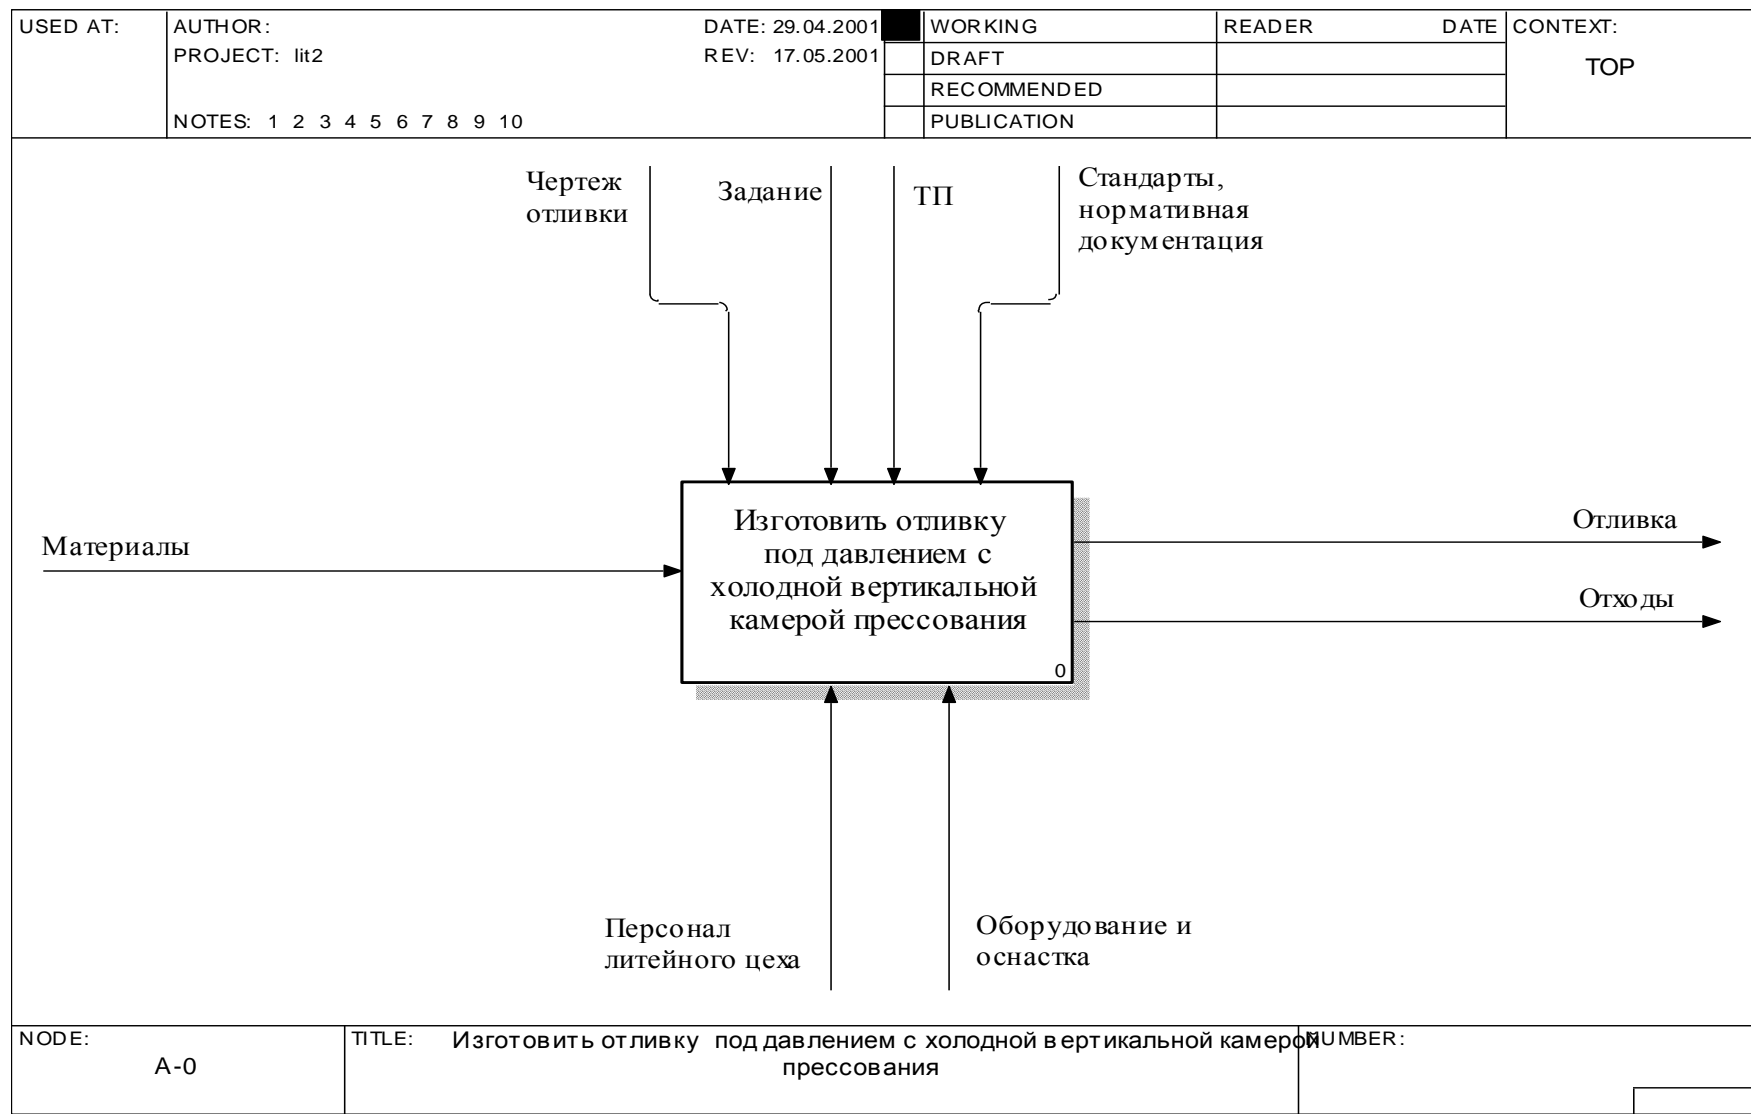 USED AT:
AUTHOR:
DATE: 29.04.2001
WORKING
READER
DATE
CONTEXT:
PROJECT: lit2
REV: 17.05.2001
DRAFT
TOP
RECOMMENDED
NOTES: 1 2 3 4 5 6 7 8 9 10
PUBLICATION
Чертеж
отливки
Задание
ТП
Стандарты,
нормативная
документация
Материалы
Изготовить отливку
под давлением с
холодной вертикальной
камерой прессования
0
Отливка
Отходы
Персонал
литейного цеха
Оборудование и
оснастка
NODE:
A-0
TITLE:
Изготовить отливку под давлением с холодной вертикальной камерой
прессования
NUMBER: